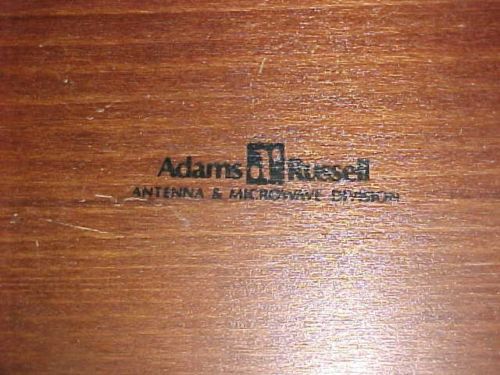 Adams Russell
ANTENNA & MICROWAVE DIVISION